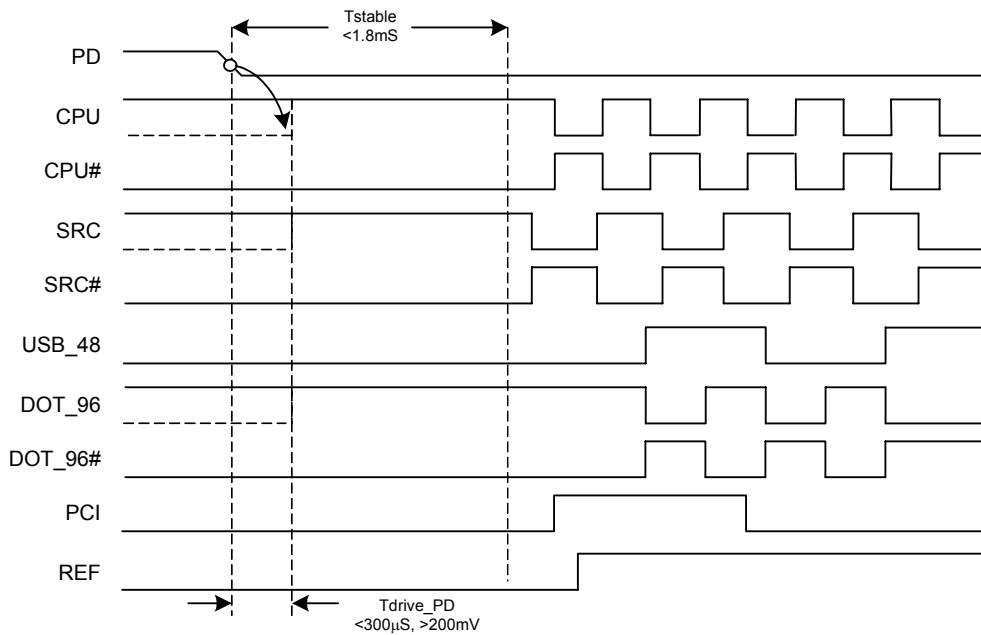 Tstable
<1.8mS
PD
CPU
CPU#
SRC
SRC#
USB_48
DOT_96
DOT_96#
PCI
REF
Tdrive_PD
<300μS, >200mV